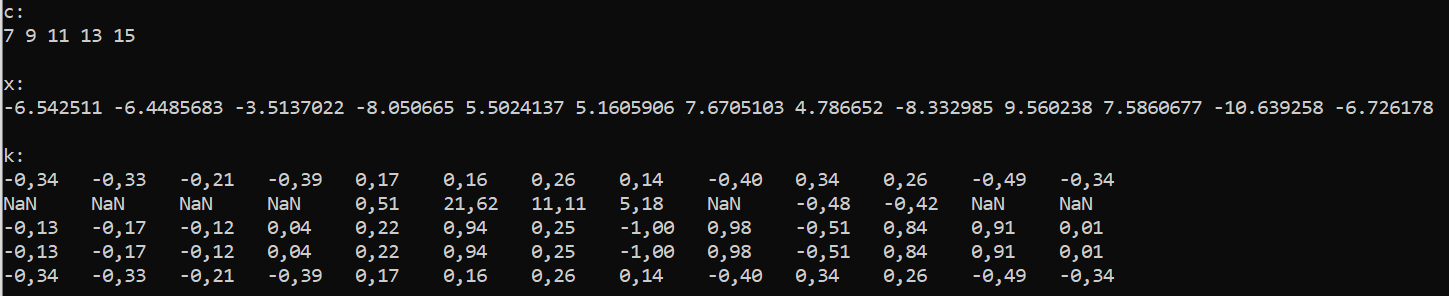 c:
7 9 11 13 15
x:
-6.542511 -6.4485683 -3.5137022 -8.050665 5.5024137 5.1605906 7.6705103 4.786652 -8.332985 9.560238 7.5860677 -10.639258 -6.726178
k:
-0,34 -0,33 -0,21 -0,39 0,17 0,16 0,26 0,14 -0,40 0,34 0,26 -0,49 -0,34
NaN NaN NaN NaN 0,51 21,62 11,11 5,18 NaN -0,48 -0,42 NaN NaN
-0,13 -0,17 -0,12 0,04 0,22 0,94 0,25 -1,00 0,98 -0,51 0,84 0,91 0,01
-0,13 -0,17 -0,12 0,04 0,22 0,94 0,25 -1,00 0,98 -0,51 0,84 0,91 0,01
-0,34 -0,33 -0,21 -0,39 0,17 0,16 0,26 0,14 -0,40 0,34 0,26 -0,49 -0,34